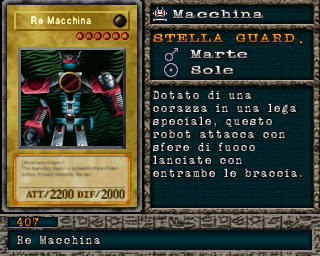 Re Macchina
ATT/2200 DIF/2000
Macchina
STELLA GUARD.
Marte
Sole
Dotato di una
corazza in una lega
speciale, questo
robot attacca con
sfere di fuoco
lanciate con
entrambe le braccia.
407
Re Macchina